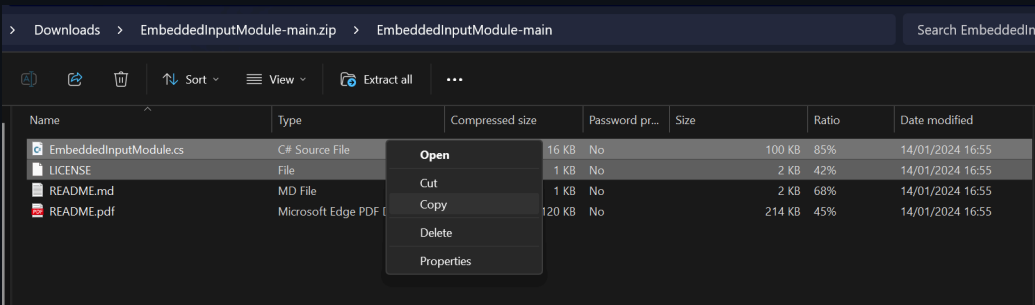 Downloads > EmbeddedInputModule-main.zip > EmbeddedInputModule-main Search EmbeddedIn
Sort View Extract all ...
Name Type Compressed size Password pr... Size Ratio Date modified
EmbeddedInputModule.cs C# Source File 16 KB No 100 KB 85% 14/01/2024 16:55
LICENSE File 1 KB No 2 KB 42% 14/01/2024 16:55
README.md MD File 1 KB No 2 KB 68% 14/01/2024 16:55
README.pdf Microsoft Edge PDF D 120 KB No 214 KB 45% 14/01/2024 16:55
Open
Cut
Copy
Delete
Properties